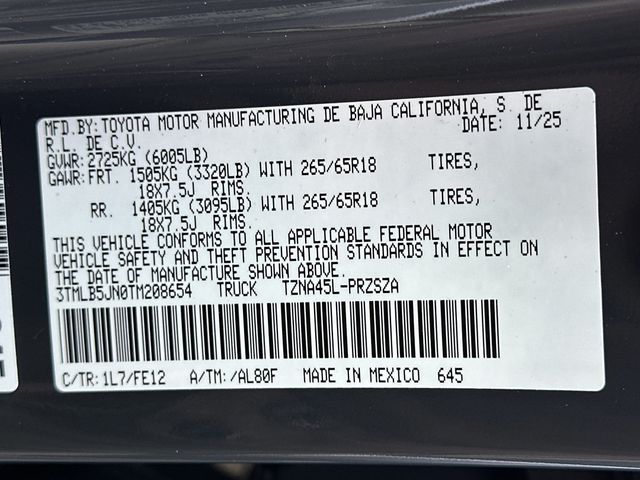 MFD.BY:TOYOTA MOTOR MANUFACTURING DE BAJA CALIFORNIA, S. DE
R.L. DE C.V. DATE: 11/25
GVWR:2725KG (6005LB)
GAWR:FRT. 1505KG (3320LB) WITH 265/65R18 TIRES,
18X7.5J RIMS.
RR. 1405KG (3095LB) WITH 265/65R18 TIRES,
18X7.5J RIMS.
THIS VEHICLE CONFORMS TO ALL APPLICABLE FEDERAL MOTOR
VEHICLE SAFETY AND THEFT PREVENTION STANDARDS IN EFFECT ON
THE DATE OF MANUFACTURE SHOWN ABOVE.
3TMLB5JN0TM208654 TRUCK TZNA45L-PRZSZA
C/TR:1L7/FE12 A/TM:/AL80F MADE IN MEXICO 645